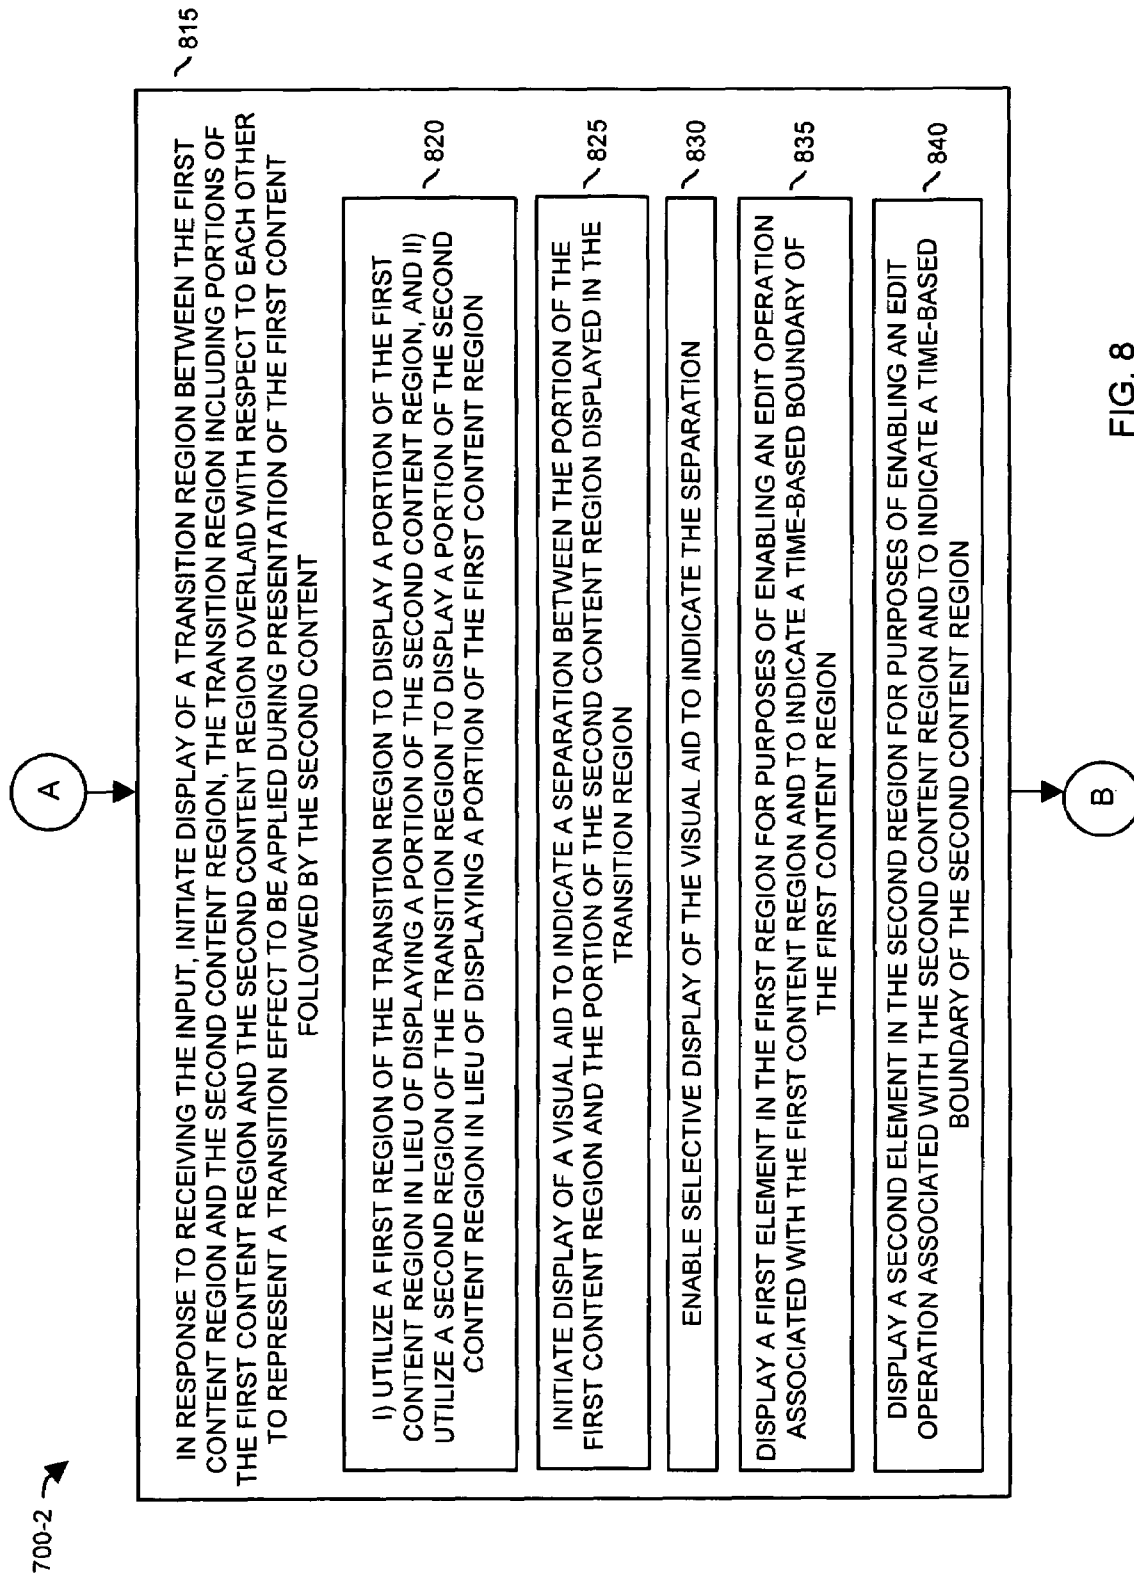 700-2
A
815
IN RESPONSE TO RECEIVING THE INPUT, INITIATE DISPLAY OF A TRANSITION REGION BETWEEN THE FIRST
CONTENT REGION AND THE SECOND CONTENT REGION, THE TRANSITION REGION INCLUDING PORTIONS OF
THE FIRST CONTENT REGION AND THE SECOND CONTENT REGION OVERLAID WITH RESPECT TO EACH OTHER
TO REPRESENT A TRANSITION EFFECT TO BE APPLIED DURING PRESENTATION OF THE FIRST CONTENT
FOLLOWED BY THE SECOND CONTENT
820
I) UTILIZE A FIRST REGION OF THE TRANSITION REGION TO DISPLAY A PORTION OF THE FIRST
CONTENT REGION IN LIEU OF DISPLAYING A PORTION OF THE SECOND CONTENT REGION, AND II)
UTILIZE A SECOND REGION OF THE TRANSITION REGION TO DISPLAY A PORTION OF THE SECOND
CONTENT REGION IN LIEU OF DISPLAYING A PORTION OF THE FIRST CONTENT REGION
825
INITIATE DISPLAY OF A VISUAL AID TO INDICATE A SEPARATION BETWEEN THE PORTION OF THE
FIRST CONTENT REGION AND THE PORTION OF THE SECOND CONTENT REGION DISPLAYED IN THE
TRANSITION REGION
830
ENABLE SELECTIVE DISPLAY OF THE VISUAL AID TO INDICATE THE SEPARATION
835
DISPLAY A FIRST ELEMENT IN THE FIRST REGION FOR PURPOSES OF ENABLING AN EDIT OPERATION
ASSOCIATED WITH THE FIRST CONTENT REGION AND TO INDICATE A TIME-BASED BOUNDARY OF
THE FIRST CONTENT REGION
840
DISPLAY A SECOND ELEMENT IN THE SECOND REGION FOR PURPOSES OF ENABLING AN EDIT
OPERATION ASSOCIATED WITH THE SECOND CONTENT REGION AND TO INDICATE A TIME-BASED
BOUNDARY OF THE SECOND CONTENT REGION
B
FIG. 8